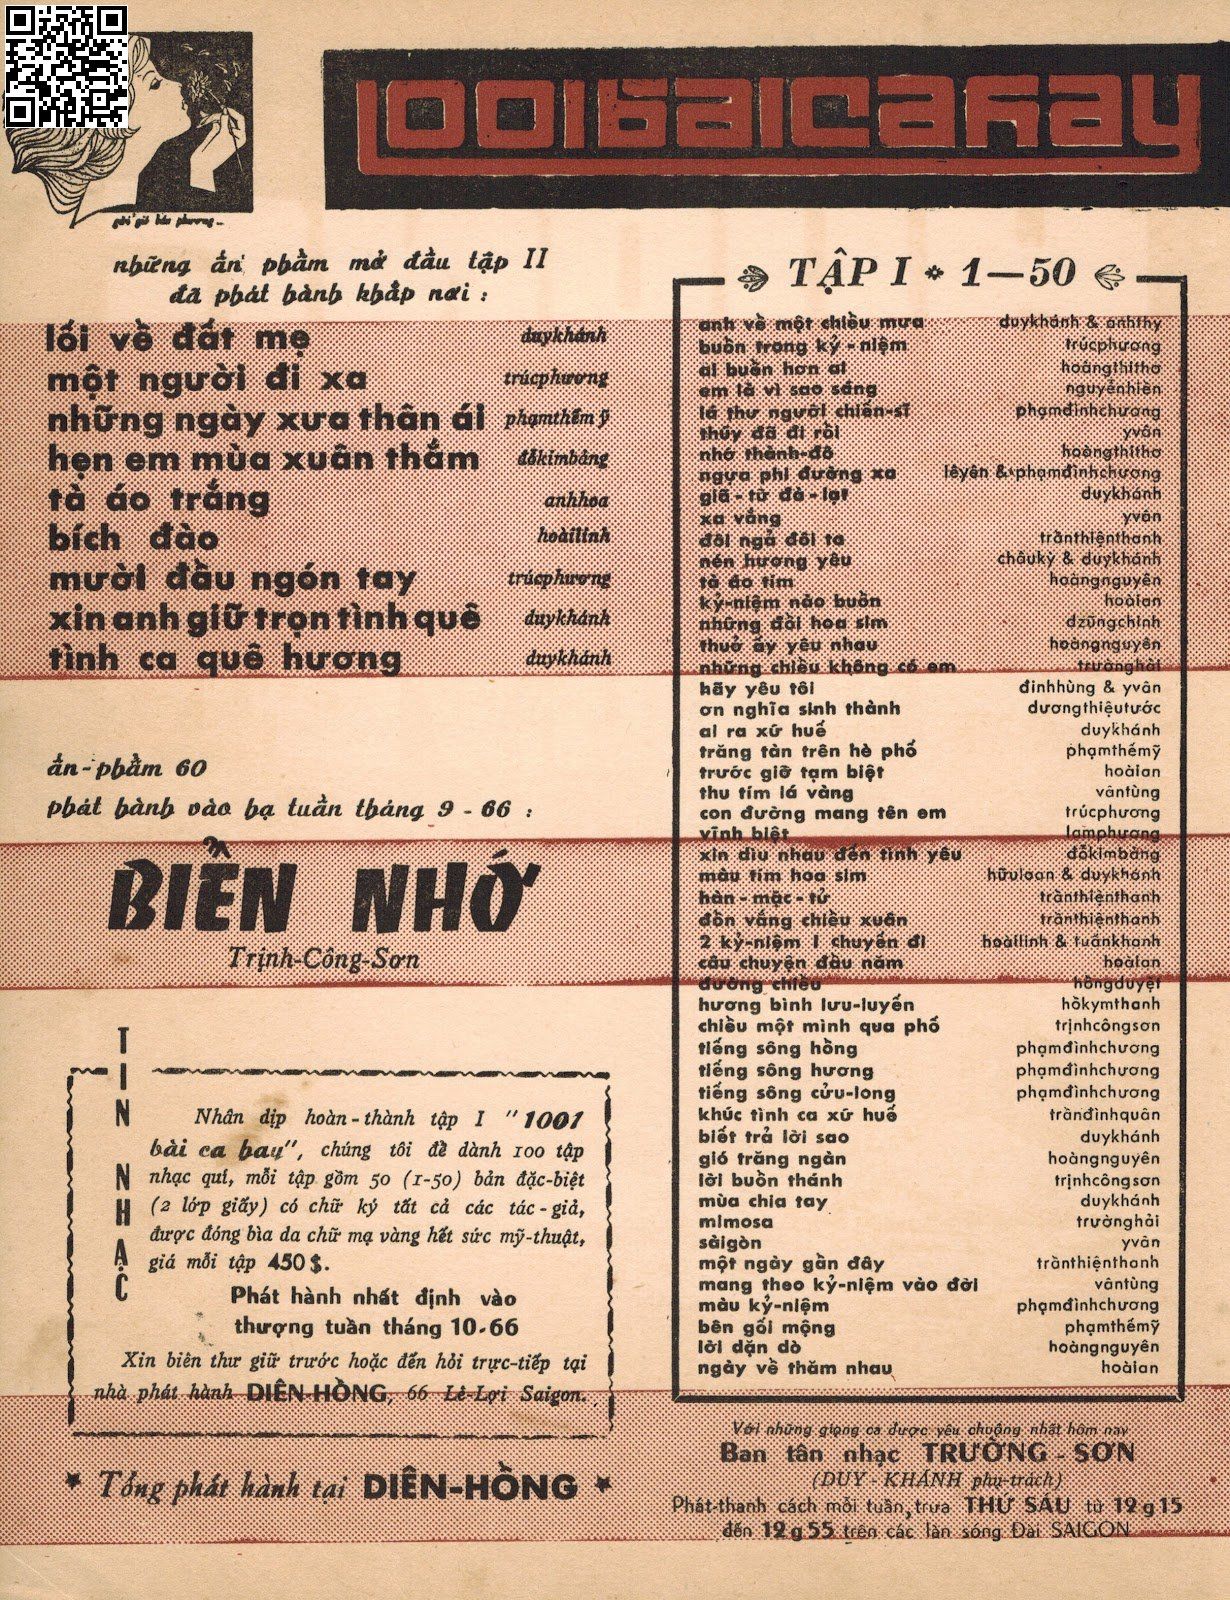 1001 bài ca hay
những ấn phẩm mở đầu tập II
đã phát hành khắp nơi :
lối về đất mẹ duykhánh
một người đi xa trúcphương
những ngày xưa thân ái phạmthếmỹ
hẹn em mùa xuân thắm đỗkimbảng
tà áo trắng anhhoa
bích đào hoàilinh
mười đầu ngón tay trúcphương
xin anh giữ trọn tình quê duykhánh
tình ca quê hương duykhánh
ấn-phẩm 60
phát hành vào hạ tuần tháng 9 - 66 :
BIỂN NHỚ
Trịnh-Công-Sơn
TIN NHẠC
Nhân dịp hoàn-thành tập I "1001
bài ca hay", chúng tôi để dành 100 tập
nhạc quí, mỗi tập gồm 50 (1-50) bản đặc-biệt
(2 lớp giấy) có chữ ký tất cả các tác-giả,
được đóng bìa da chữ mạ vàng hết sức mỹ-thuật,
giá mỗi tập 450$.
Phát hành nhất định vào
thượng tuần tháng 10-66
Xin biên thư giữ trước hoặc đến hỏi trực-tiếp tại
nhà phát hành DIÊN-HỒNG, 66 Lê-Lợi Saigon.
Tổng phát hành tại DIÊN-HỒNG
TẬP I * 1—50
anh về một chiều mưa duykhánh & anhthy
buồn trong kỷ-niệm trúcphương
ai buồn hơn ai hoàngthithơ
em là vì sao sáng nguyễnhiền
lá thư người chiến-sĩ phạmđìnhchương
thúy đã đi rồi yvân
nhớ thành-đô hoàngthithơ
ngựa phi đường xa lêyên & phạmđìnhchương
giã-từ đà-lạt duykhánh
xa vắng yvân
đôi ngả đôi ta trầnthiệnthanh
nén hương yêu châukỳ & duykhánh
tà áo tím hoàngnguyên
kỷ-niệm nào buồn hoàian
những đồi hoa sim dzũngchinh
thuở ấy yêu nhau hoàngnguyên
những chiều không có em trườnghải
hãy yêu tôi đinhhùng & yvân
ơn nghĩa sinh thành dươngthiệutước
ai ra xứ huế duykhánh
trăng tàn trên hè phố phạmthếmỹ
trước giờ tạm biệt hoàian
thu tím lá vàng vântùng
con đường mang tên em trúcphương
vĩnh biệt lamphương
xin dìu nhau đến tình yêu đỗkimbảng
màu tím hoa sim hữuloan & duykhánh
hàn-mặc-tử trầnthiệnthanh
đồn vắng chiều xuân trầnthiệnthanh
2 kỷ-niệm 1 chuyến đi hoàilinh & tuấnkhanh
câu chuyện đầu năm hoàian
đường chiều hồngduyệt
hương bình lưu-luyến hồkymthanh
chiều một mình qua phố trịnhcôngsơn
tiếng sông hồng phạmđìnhchương
tiếng sông hương phạmđìnhchương
tiếng sông cửu-long phạmđìnhchương
khúc tình ca xứ huế trầnđìnhquân
biết trả lời sao duykhánh
gió trăng ngàn hoàngnguyên
lời buồn thánh trịnhcôngsơn
mùa chia tay duykhánh
mimosa trườnghải
sàigòn yvân
một ngày gần đây trầnthiệnthanh
mang theo kỷ-niệm vào đời vântùng
màu kỷ-niệm phạmđìnhchương
bên gối mộng phạmthếmỹ
lời dặn dò hoàngnguyên
ngày về thăm nhau hoàian
Với những giọng ca được yêu chuộng nhất hôm nay
Ban tân nhạc TRƯỜNG-SƠN
(DUY-KHÁNH phụ-trách)
Phát-thanh cách mỗi tuần, trưa THỨ SÁU từ 12g15
đến 12g55 trên các làn sóng Đài SAIGON